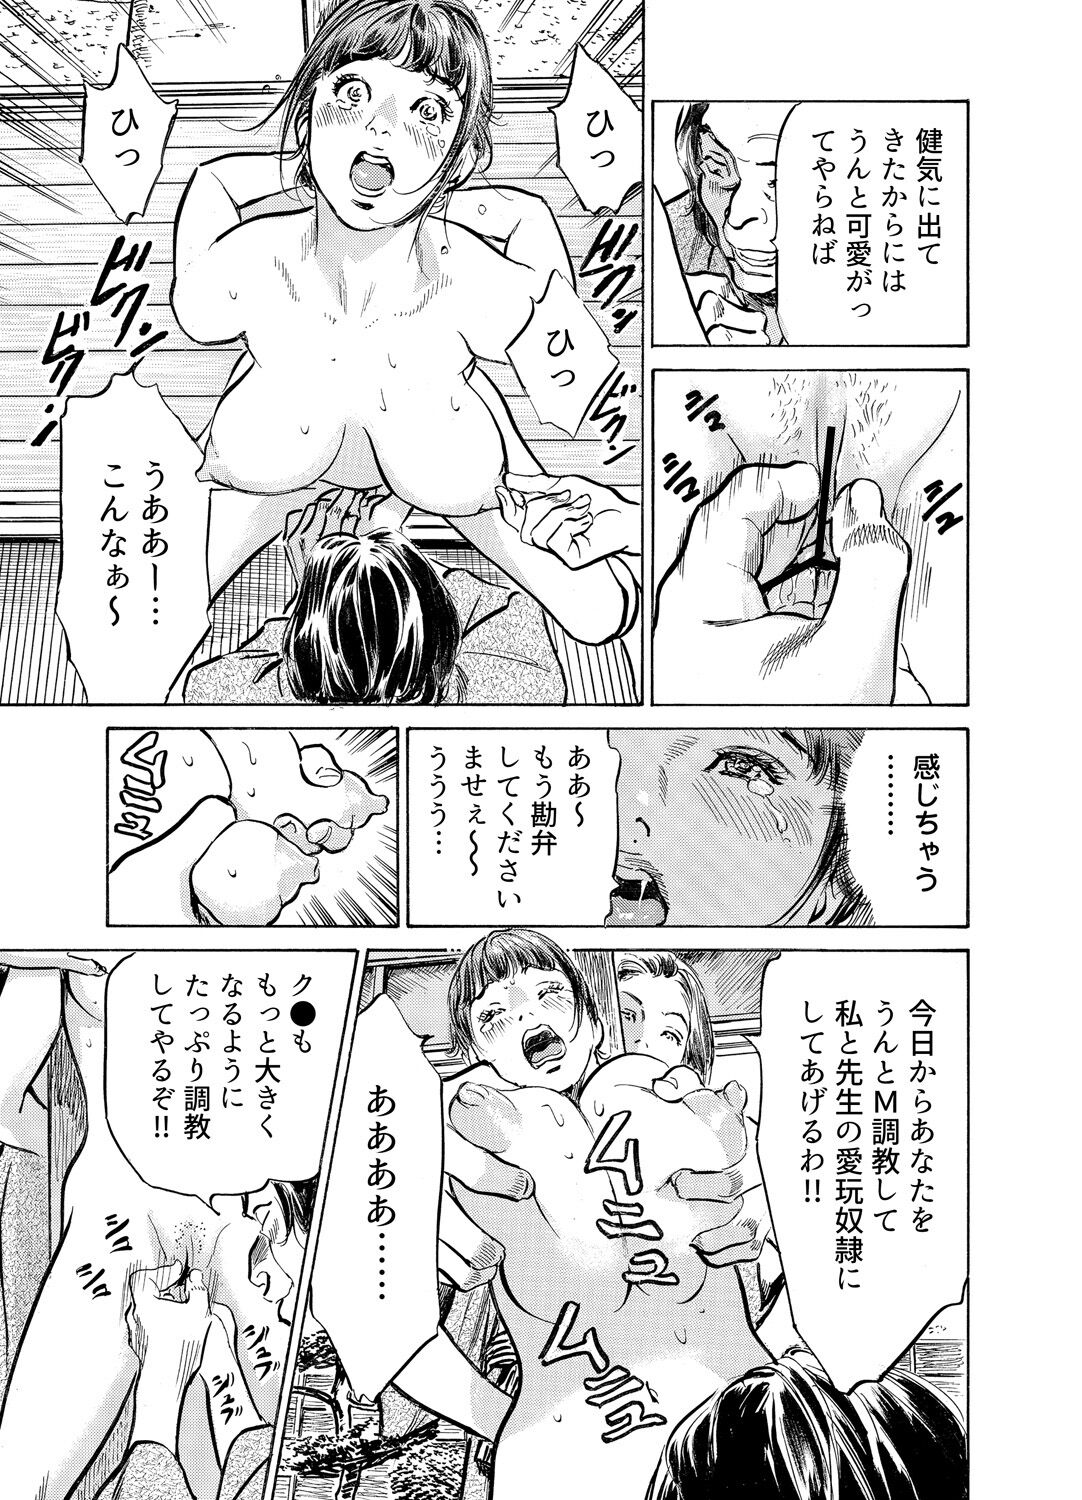 健気に出て
きたからには
うんと可愛がっ
てやらねば
ひっ
ひっ
ひっ
ビクン
ビクン
ビクン
ビクン
うああー…
こんなぁ〜
シュ
シュッ
シュ
感じちゃう
………
ああ〜
もう勘弁
してください
ませぇ〜〜
ううう…
ムニュ
今日からあなたを
うんとM調教して
私と先生の愛玩奴隷に
してあげるわ!!
ムニュ
ムニュ
ああああ……
ク●も
もっと大きく
なるように
たっぷり調教
してやるぞ!!
シュッ
シュッ
シュプ
ジュプ